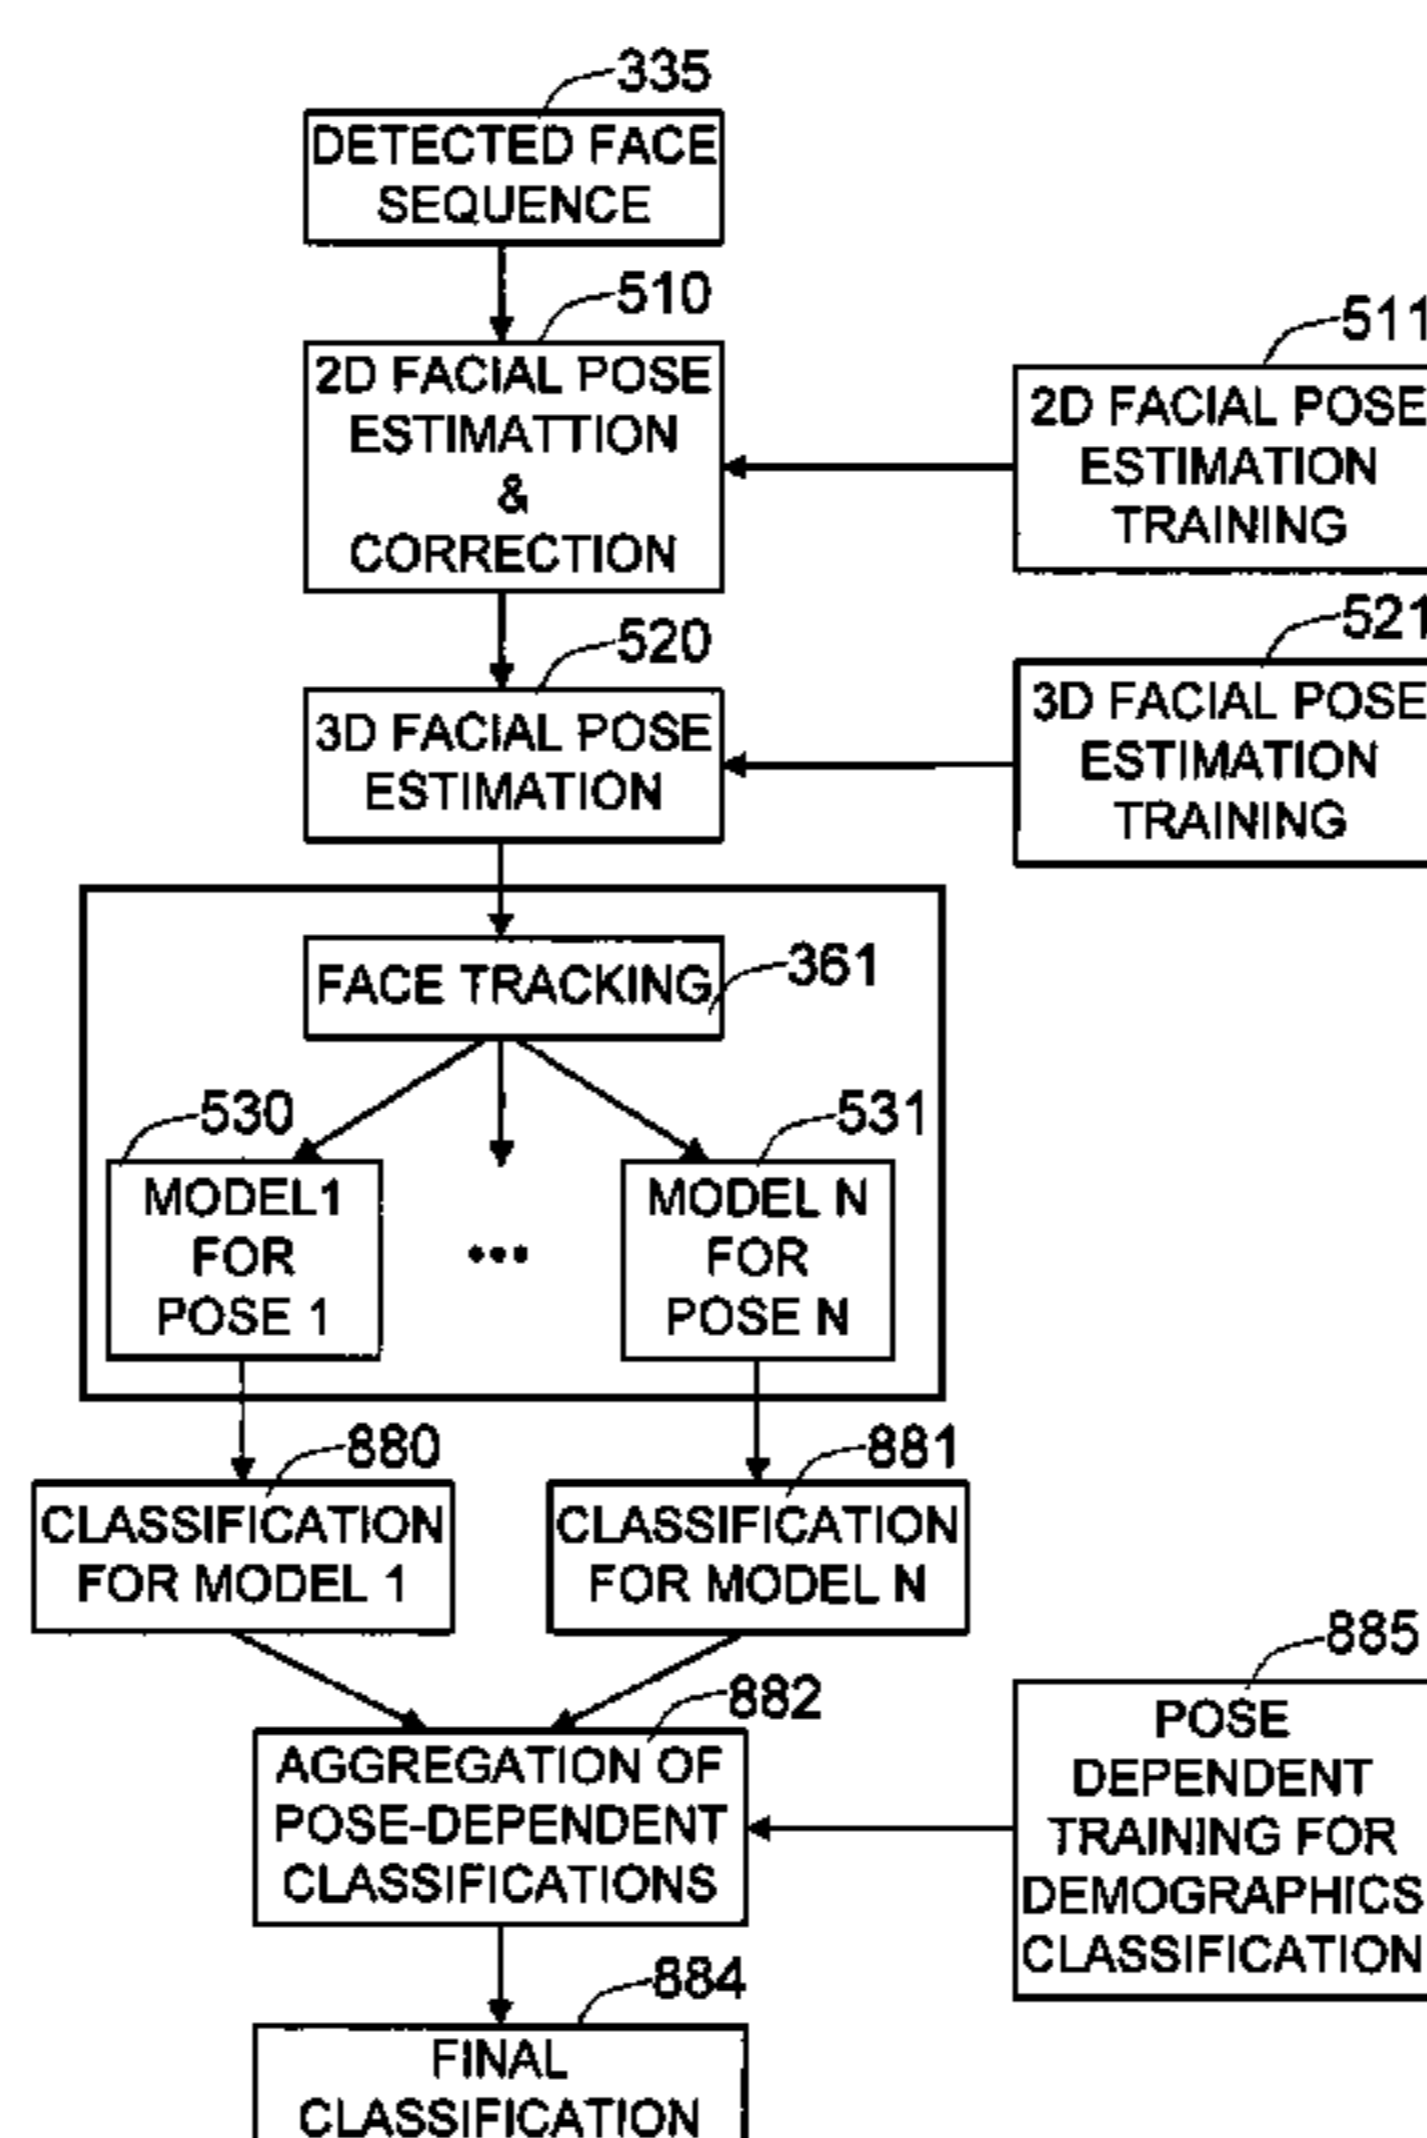 335
DETECTED FACE
SEQUENCE
510
2D FACIAL POSE
ESTIMATTION
&
CORRECTION
511
2D FACIAL POSE
ESTIMATION
TRAINING
520
3D FACIAL POSE
ESTIMATION
521
3D FACIAL POSE
ESTIMATION
TRAINING
FACE TRACKING
361
530
MODEL1
FOR
POSE 1
...
531
MODEL N
FOR
POSE N
880
CLASSIFICATION
FOR MODEL 1
881
CLASSIFICATION
FOR MODEL N
882
AGGREGATION OF
POSE-DEPENDENT
CLASSIFICATIONS
885
POSE
DEPENDENT
TRAINING FOR
DEMOGRAPHICS
CLASSIFICATION
884
FINAL
CLASSIFICATION